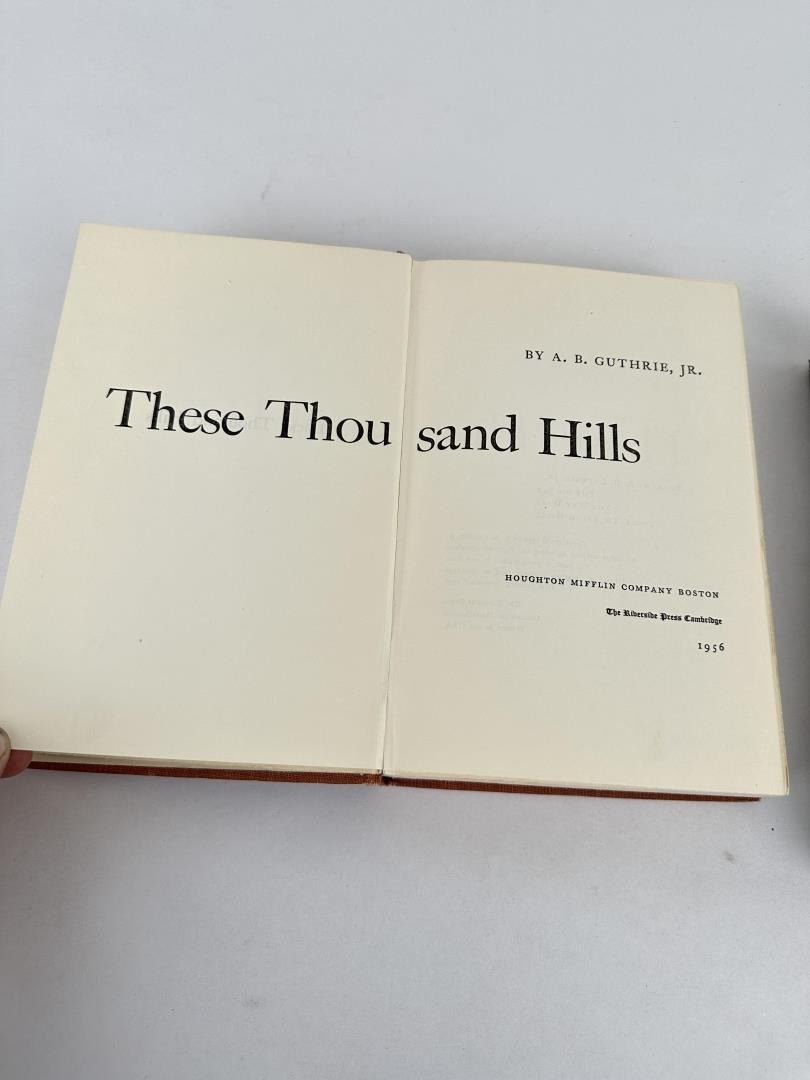 BY A. B. GUTHRIE, JR.
These Thousand Hills
HOUGHTON MIFFLIN COMPANY BOSTON
The Riverside Press Cambridge
1956